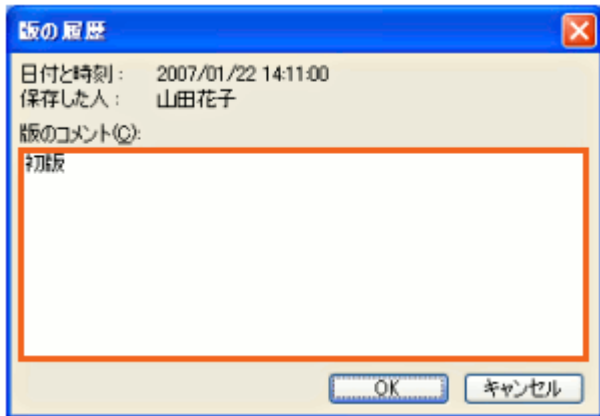 版の履歴
日付と時刻： 2007/01/22 14:11:00
保存した人： 山田花子
版のコメント(C):
初版
OK キャンセル